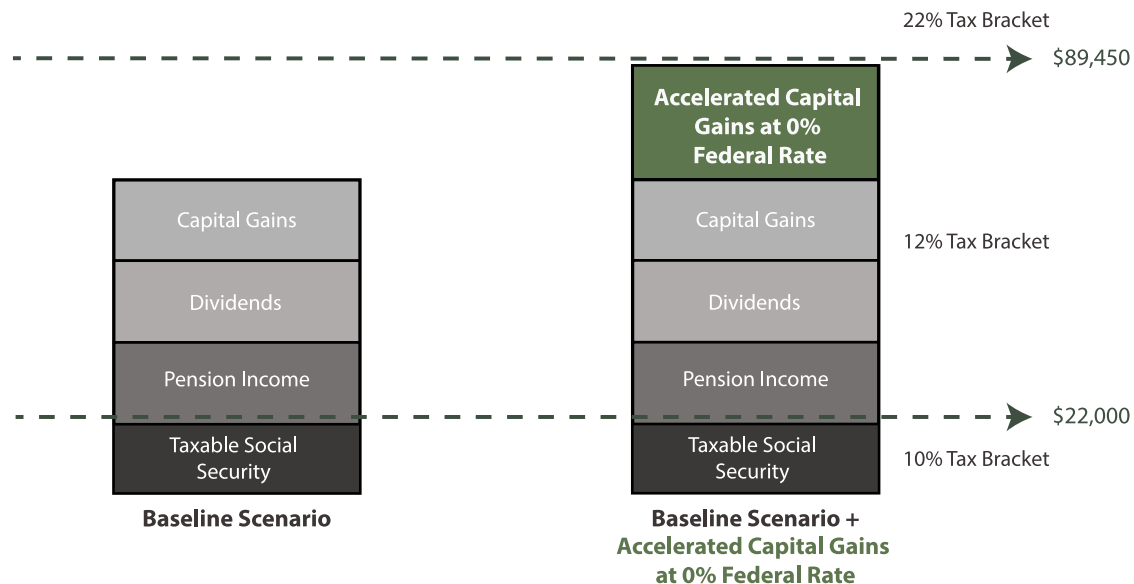 22% Tax Bracket
$89,450
Accelerated Capital
Gains at 0%
Federal Rate
Capital Gains
Capital Gains
12% Tax Bracket
Dividends
Dividends
Pension Income
Pension Income
$22,000
Taxable Social
Security
Taxable Social
Security
10% Tax Bracket
Baseline Scenario
Baseline Scenario +
Accelerated Capital Gains
at 0% Federal Rate